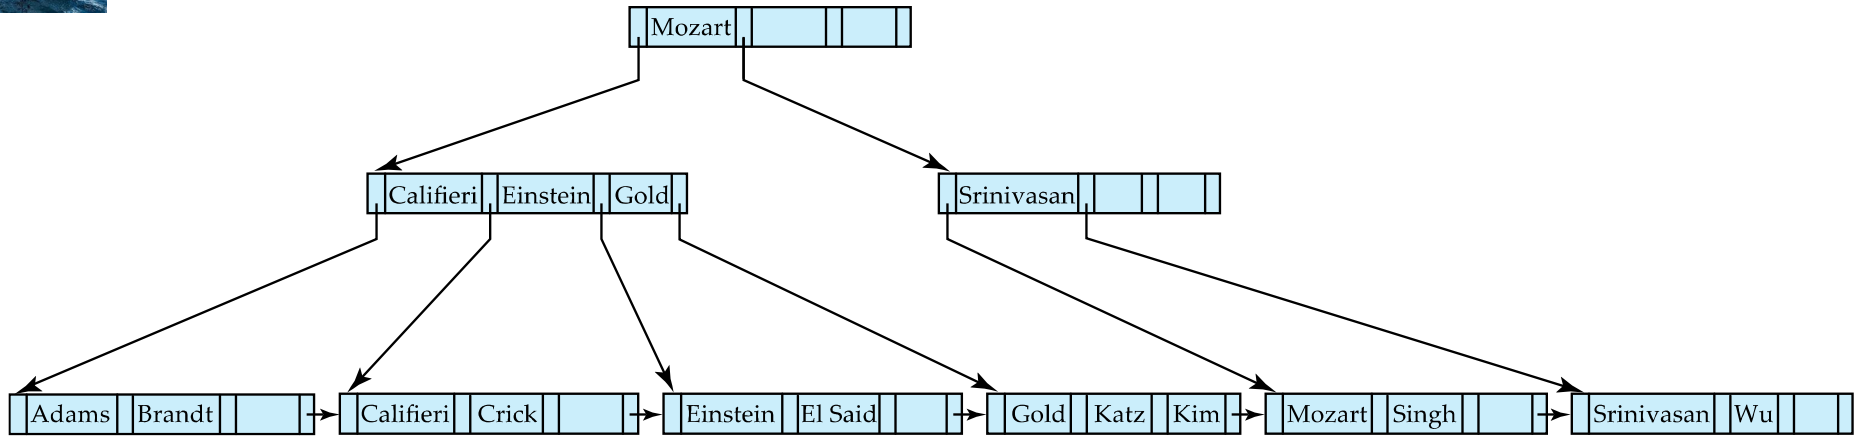 Mozart
Califieri Einstein Gold Srinivasan
Adams Brandt Califieri Crick Einstein El Said Gold Katz Kim Mozart Singh Srinivasan Wu